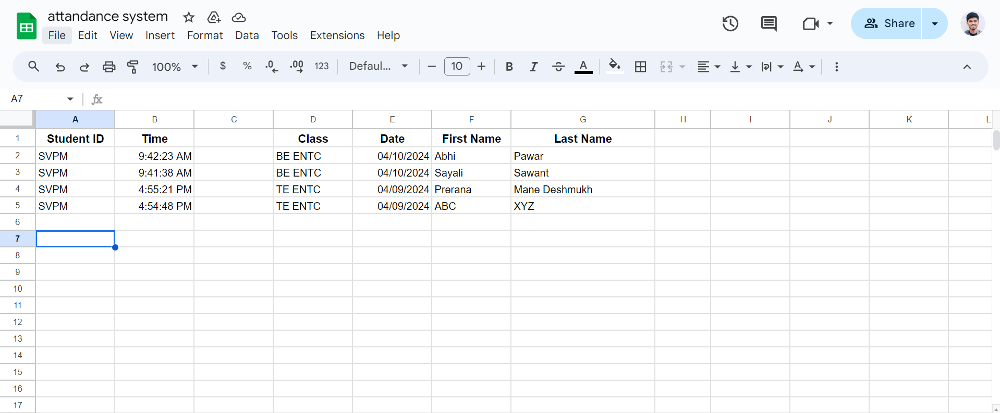 attandance system
File Edit View Insert Format Data Tools Extensions Help
Share
100% $ % .0 .00 123 Defaul... 10 B I S A A
A7 fx
A B C D E F G H I J K L
1 Student ID Time Class Date First Name Last Name
2 SVPM 9:42:23 AM BE ENTC 04/10/2024 Abhi Pawar
3 SVPM 9:41:38 AM BE ENTC 04/10/2024 Sayali Sawant
4 SVPM 4:55:21 PM TE ENTC 04/09/2024 Prerana Mane Deshmukh
5 SVPM 4:54:48 PM TE ENTC 04/09/2024 ABC XYZ
6
7
8
9
10
11
12
13
14
15
16
17